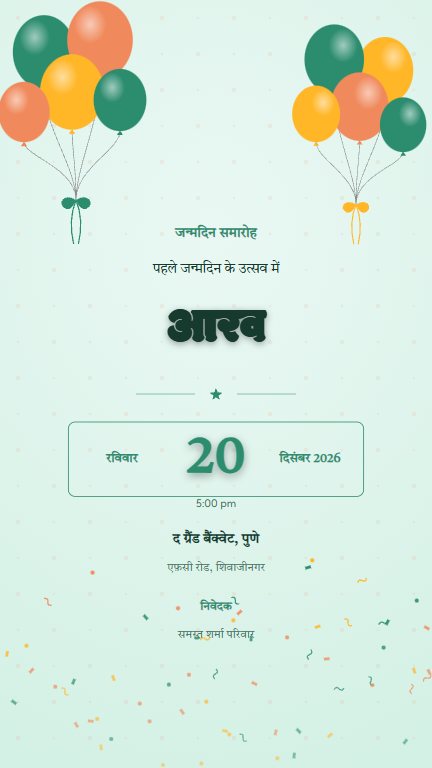 जन्मदिन समारोह
पहले जन्मदिन के उत्सव में
आरव
रविवार 20 दिसंबर 2026
5:00 pm
द ग्रैंड बैंक्वेट, पुणे
एफ़सी रोड, शिवाजीनगर
निवेदक
समस्त शर्मा परिवार